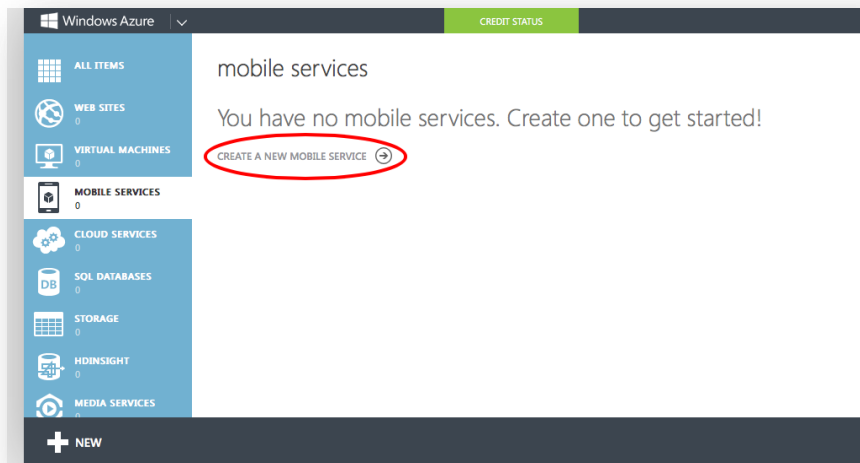 Windows Azure
CREDIT STATUS
ALL ITEMS
WEB SITES
0
VIRTUAL MACHINES
0
MOBILE SERVICES
0
CLOUD SERVICES
0
DB
SQL DATABASES
0
STORAGE
0
HDINSIGHT
0
MEDIA SERVICES
0
mobile services
You have no mobile services. Create one to get started!
CREATE A NEW MOBILE SERVICE
NEW